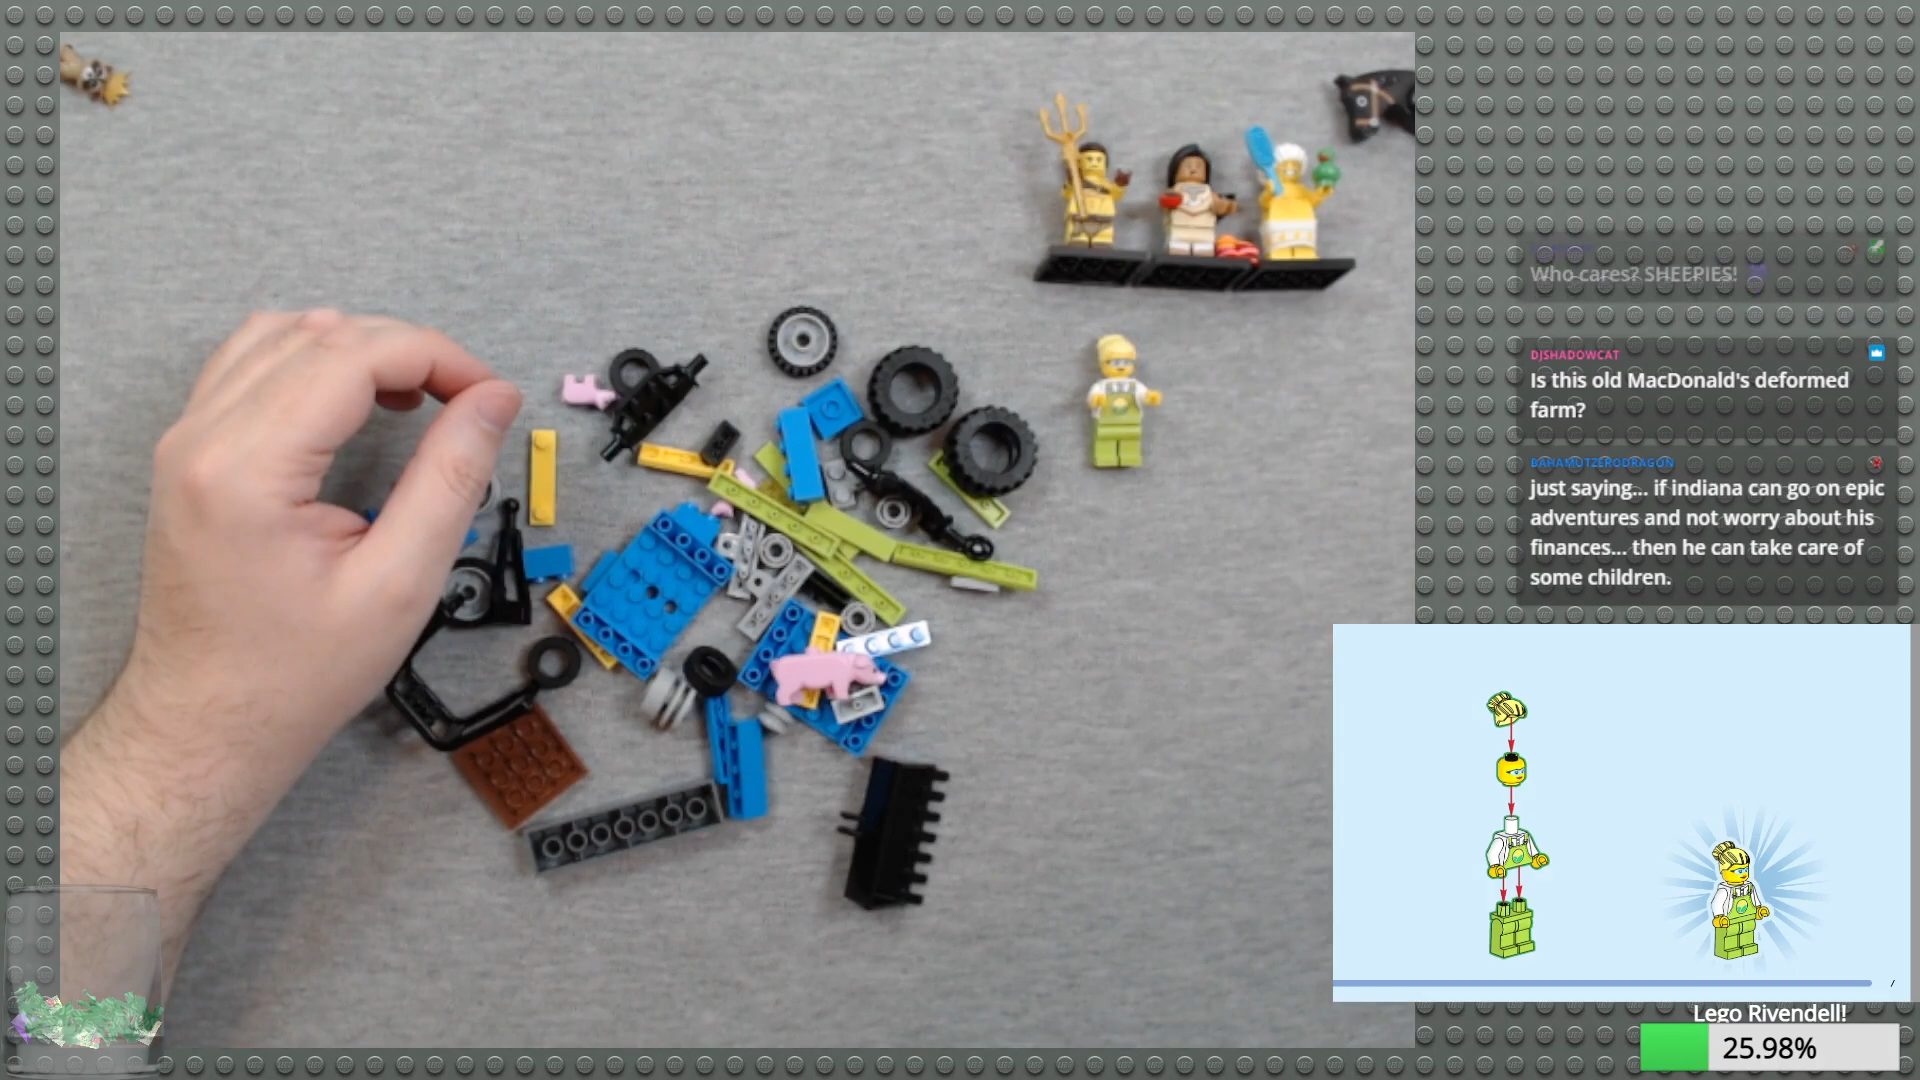 Who cares? SHEEPIES!
DJSHADOWCAT
Is this old MacDonald's deformed
farm?
BAHAMUTZERODRAGON
just saying... if indiana can go on epic
adventures and not worry about his
finances... then he can take care of
some children.
/
Lego Rivendell!
25.98%